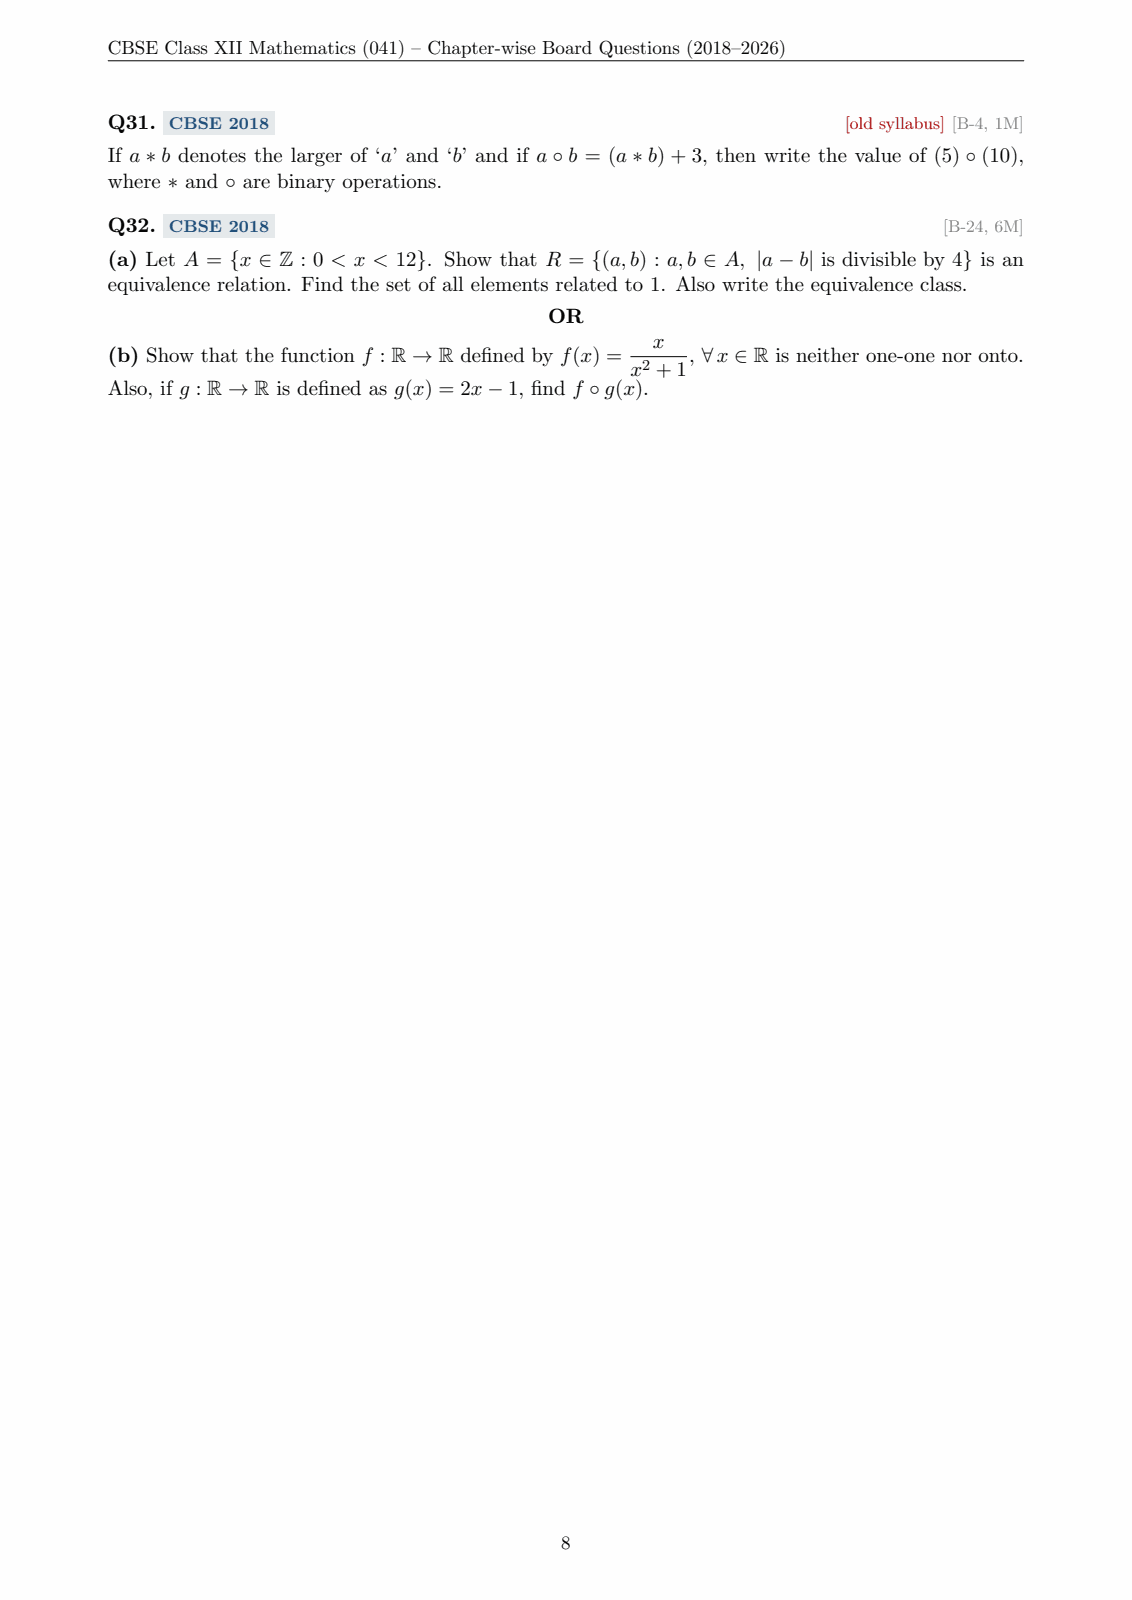 CBSE Class XII Mathematics (041) – Chapter-wise Board Questions (2018–2026)
Q31. CBSE 2018 [old syllabus] [B-4, 1M]
If a ∗ b denotes the larger of ‘a’ and ‘b’ and if a ∘ b = (a ∗ b) + 3, then write the value of (5) ∘ (10),
where ∗ and ∘ are binary operations.
Q32. CBSE 2018 [B-24, 6M]
(a) Let A = {x ∈ ℤ : 0 < x < 12}. Show that R = {(a, b) : a, b ∈ A, |a − b| is divisible by 4} is an
equivalence relation. Find the set of all elements related to 1. Also write the equivalence class.
OR
(b) Show that the function f : ℝ → ℝ defined by f(x) = x/(x² + 1), ∀ x ∈ ℝ is neither one-one nor onto.
Also, if g : ℝ → ℝ is defined as g(x) = 2x − 1, find f ∘ g(x).
8